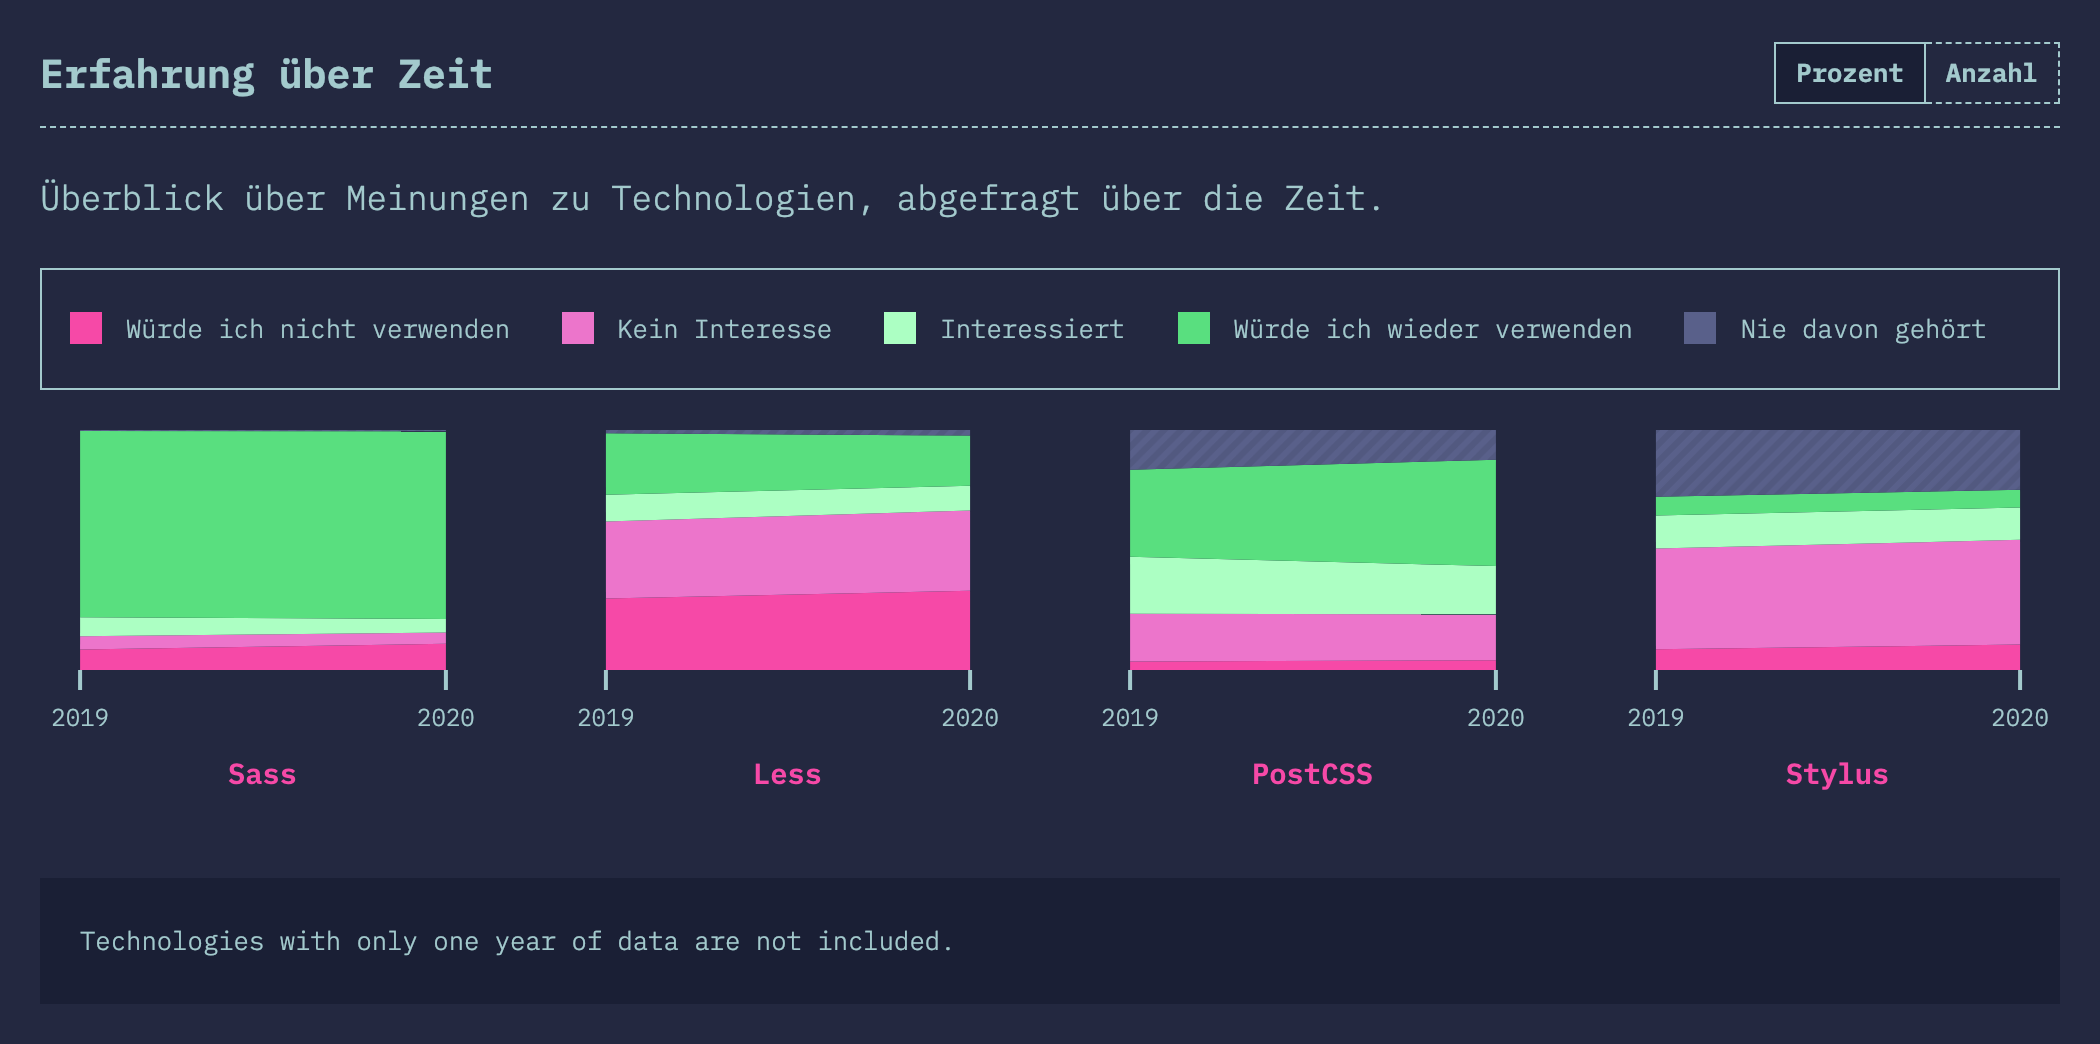 Erfahrung über Zeit
Prozent Anzahl
Überblick über Meinungen zu Technologien, abgefragt über die Zeit.
Würde ich nicht verwenden Kein Interesse Interessiert Würde ich wieder verwenden Nie davon gehört
2019 2020 2019 2020 2019 2020 2019 2020
Sass Less PostCSS Stylus
Technologies with only one year of data are not included.